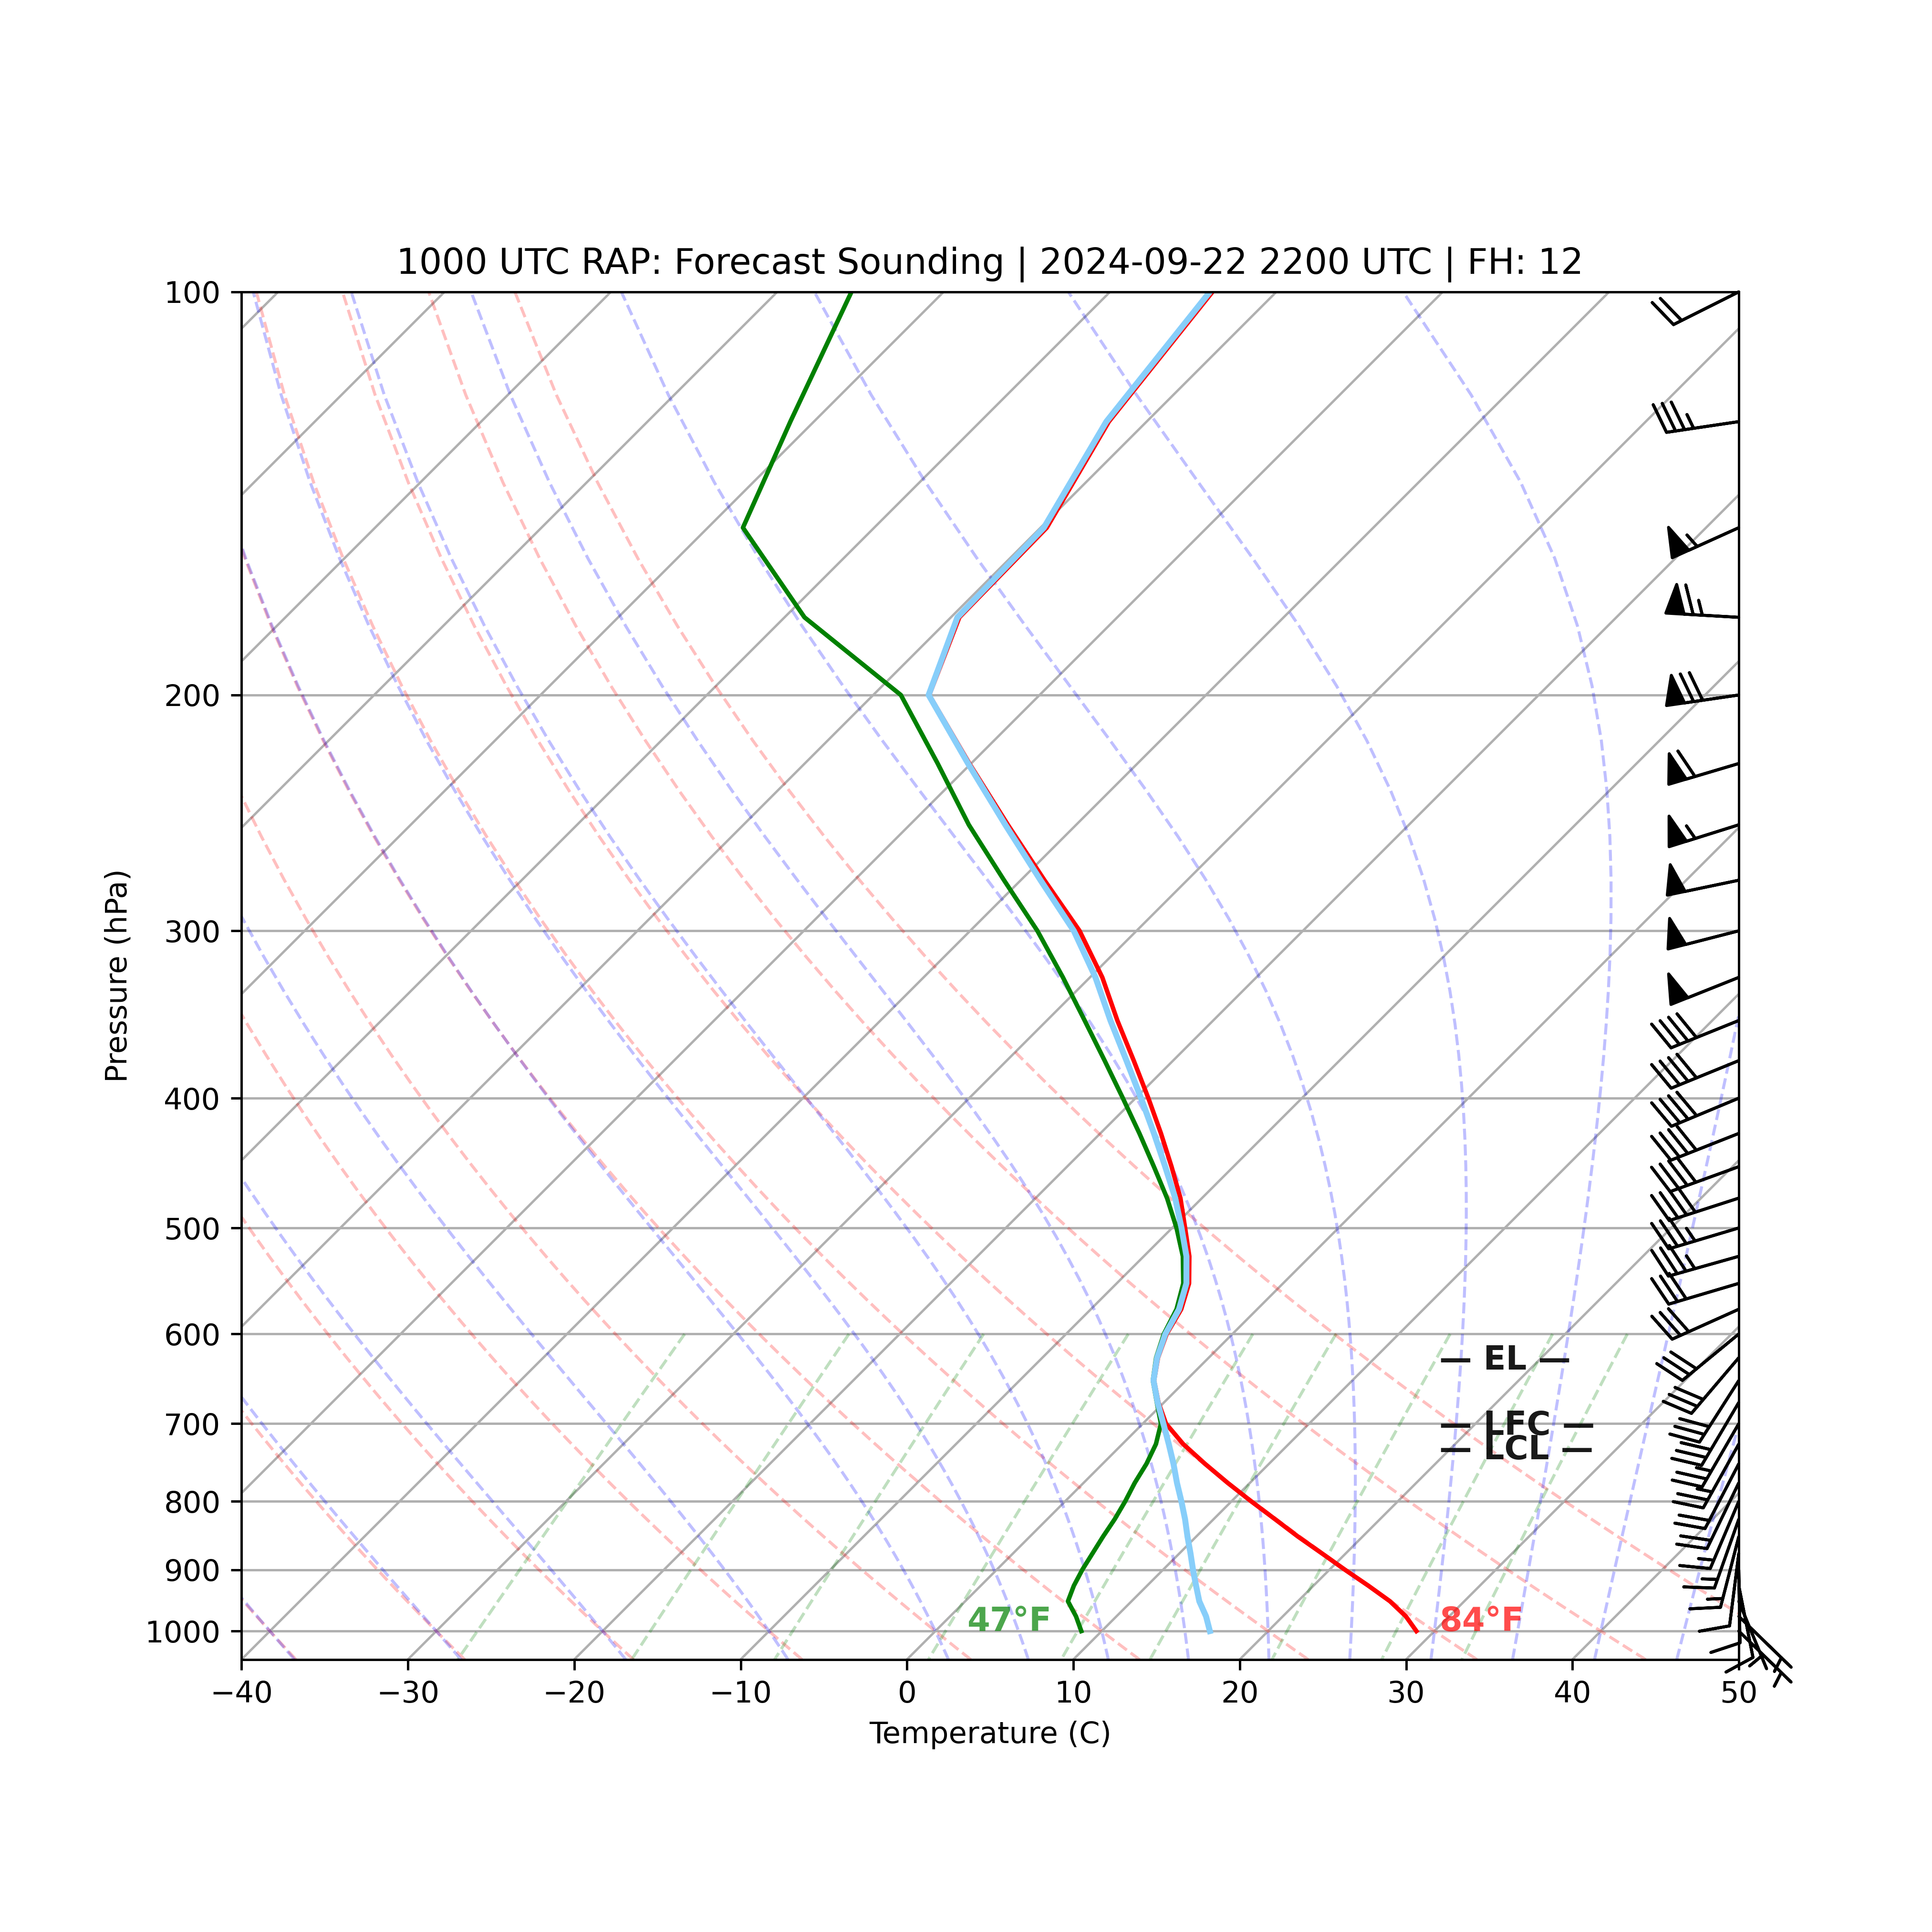 1000 UTC RAP: Forecast Sounding | 2024-09-22 2200 UTC | FH: 12
100
200
300
400
500
600
700
800
900
1000
Pressure (hPa)
— EL —
— LFC —
— LCL —
47°F
84°F
−40 −30 −20 −10 0 10 20 30 40 50
Temperature (C)